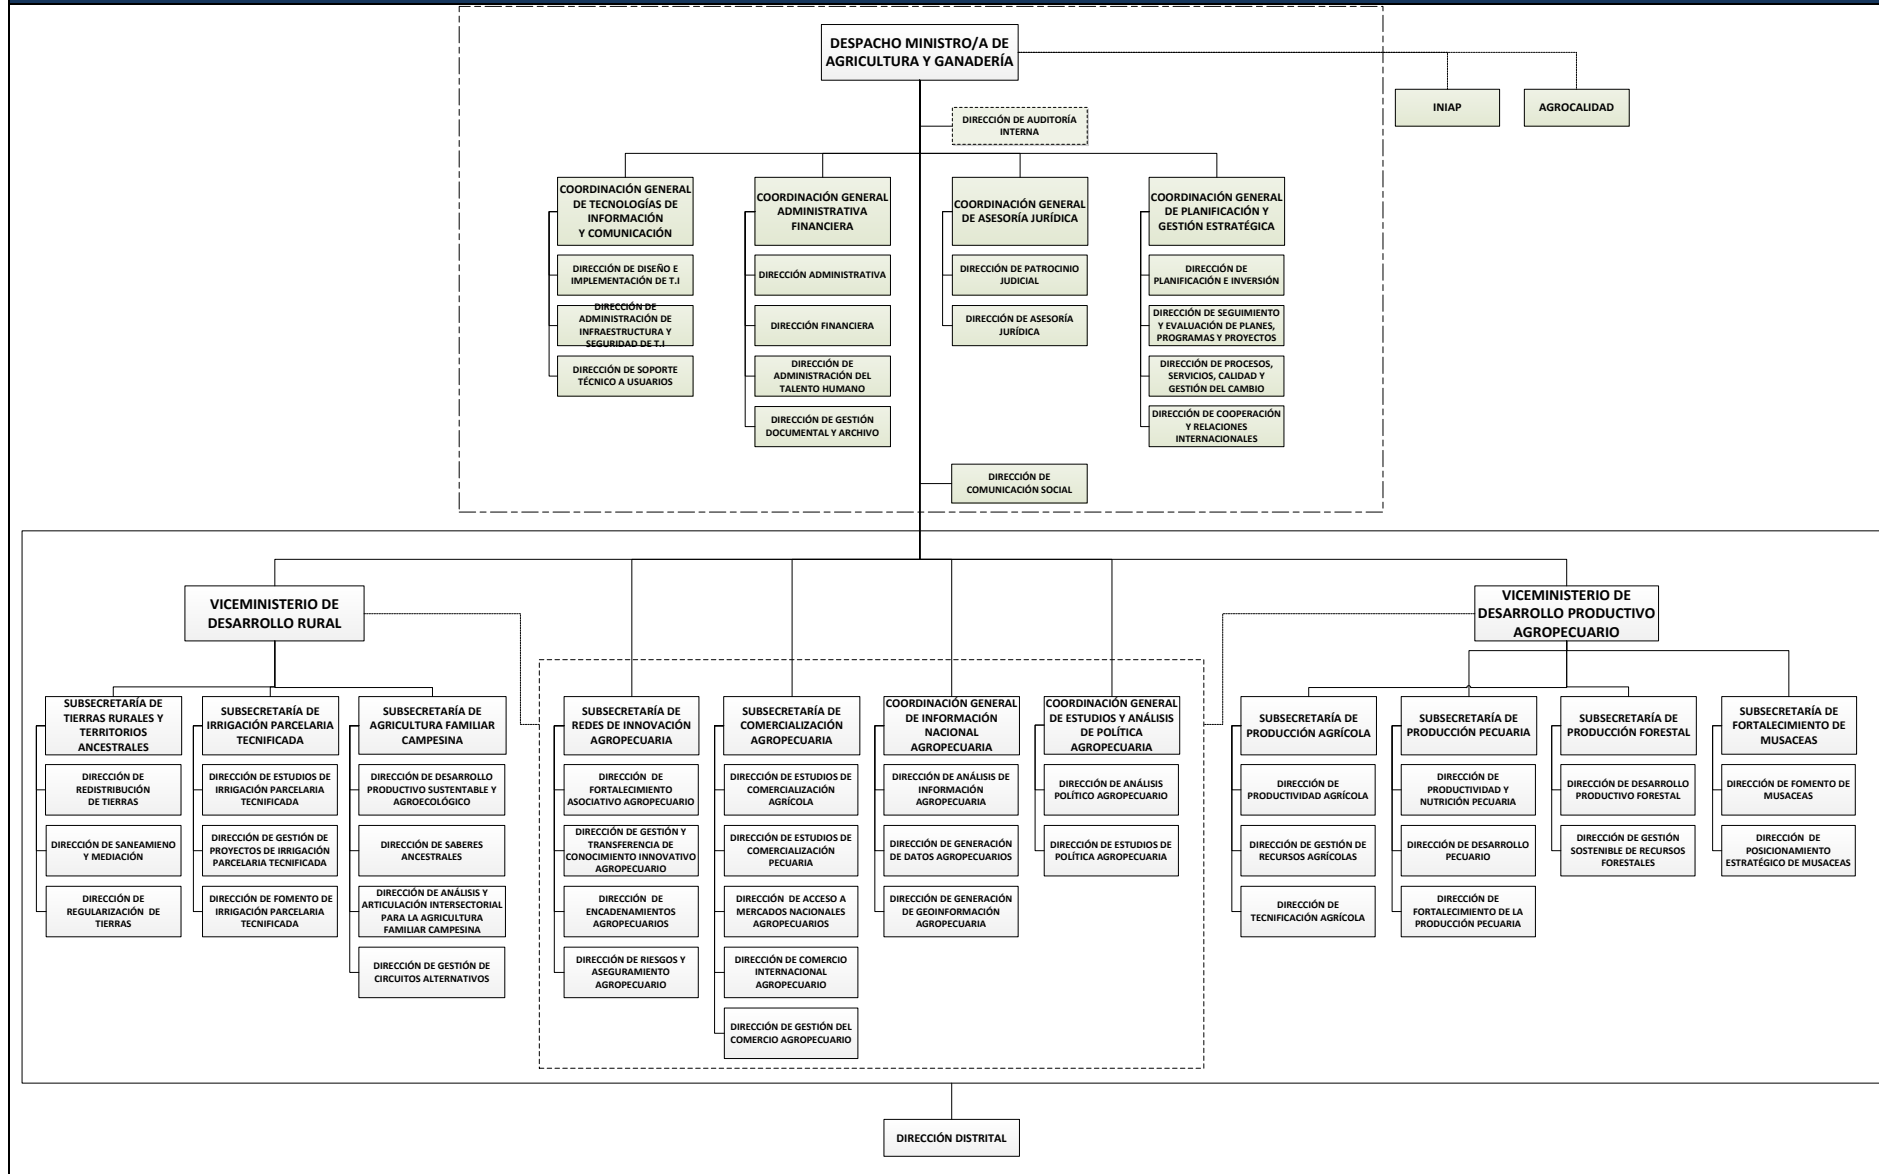 DESPACHO MINISTRO/A DE
AGRICULTURA Y GANADERÍA
INIAP
AGROCALIDAD
DIRECCIÓN DE AUDITORÍA
INTERNA
COORDINACIÓN GENERAL
DE TECNOLOGÍAS DE
INFORMACIÓN
Y COMUNICACIÓN
DIRECCIÓN DE DISEÑO E
IMPLEMENTACIÓN DE T.I
DIRECCIÓN DE
ADMINISTRACIÓN DE
INFRAESTRUCTURA Y
SEGURIDAD DE T.I
DIRECCIÓN DE SOPORTE
TÉCNICO A USUARIOS
COORDINACIÓN GENERAL
ADMINISTRATIVA
FINANCIERA
DIRECCIÓN ADMINISTRATIVA
DIRECCIÓN FINANCIERA
DIRECCIÓN DE
ADMINISTRACIÓN DEL
TALENTO HUMANO
DIRECCIÓN DE GESTIÓN
DOCUMENTAL Y ARCHIVO
COORDINACIÓN GENERAL
DE ASESORÍA JURÍDICA
DIRECCIÓN DE PATROCINIO
JUDICIAL
DIRECCIÓN DE ASESORÍA
JURÍDICA
COORDINACIÓN GENERAL
DE PLANIFICACIÓN Y
GESTIÓN ESTRATÉGICA
DIRECCIÓN DE
PLANIFICACIÓN E INVERSIÓN
DIRECCIÓN DE SEGUIMIENTO
Y EVALUACIÓN DE PLANES,
PROGRAMAS Y PROYECTOS
DIRECCIÓN DE PROCESOS,
SERVICIOS, CALIDAD Y
GESTIÓN DEL CAMBIO
DIRECCIÓN DE COOPERACIÓN
Y RELACIONES
INTERNACIONALES
DIRECCIÓN DE
COMUNICACIÓN SOCIAL
VICEMINISTERIO DE
DESARROLLO RURAL
VICEMINISTERIO DE
DESARROLLO PRODUCTIVO
AGROPECUARIO
SUBSECRETARÍA DE
TIERRAS RURALES Y
TERRITORIOS
ANCESTRALES
DIRECCIÓN DE
REDISTRIBUCIÓN
DE TIERRAS
DIRECCIÓN DE SANEAMIENO
Y MEDIACIÓN
DIRECCIÓN DE
REGULARIZACIÓN DE
TIERRAS
SUBSECRETARÍA DE
IRRIGACIÓN PARCELARIA
TECNIFICADA
DIRECCIÓN DE ESTUDIOS DE
IRRIGACIÓN PARCELARIA
TECNIFICADA
DIRECCIÓN DE GESTIÓN DE
PROYECTOS DE IRRIGACIÓN
PARCELARIA TECNIFICADA
DIRECCIÓN DE FOMENTO DE
IRRIGACIÓN PARCELARIA
TECNIFICADA
SUBSECRETARÍA DE
AGRICULTURA FAMILIAR
CAMPESINA
DIRECCIÓN DE DESARROLLO
PRODUCTIVO SUSTENTABLE Y
AGROECOLÓGICO
DIRECCIÓN DE SABERES
ANCESTRALES
DIRECCIÓN DE ANÁLISIS Y
ARTICULACIÓN INTERSECTORIAL
PARA LA AGRICULTURA
FAMILIAR CAMPESINA
DIRECCIÓN DE GESTIÓN DE
CIRCUITOS ALTERNATIVOS
SUBSECRETARÍA DE
REDES DE INNOVACIÓN
AGROPECUARIA
DIRECCIÓN DE
FORTALECIMIENTO
ASOCIATIVO AGROPECUARIO
DIRECCIÓN DE GESTIÓN Y
TRANSFERENCIA DE
CONOCIMIENTO INNOVATIVO
AGROPECUARIO
DIRECCIÓN DE
ENCADENAMIENTOS
AGROPECUARIOS
DIRECCIÓN DE RIESGOS Y
ASEGURAMIENTO
AGROPECUARIO
SUBSECRETARÍA DE
COMERCIALIZACIÓN
AGROPECUARIA
DIRECCIÓN DE ESTUDIOS DE
COMERCIALIZACIÓN
AGRÍCOLA
DIRECCIÓN DE ESTUDIOS DE
COMERCIALIZACIÓN
PECUARIA
DIRECCIÓN DE ACCESO A
MERCADOS NACIONALES
AGROPECUARIOS
DIRECCIÓN DE COMERCIO
INTERNACIONAL
AGROPECUARIO
DIRECCIÓN DE GESTIÓN DEL
COMERCIO AGROPECUARIO
COORDINACIÓN GENERAL
DE INFORMACIÓN
NACIONAL
AGROPECUARIA
DIRECCIÓN DE ANÁLISIS DE
INFORMACIÓN
AGROPECUARIA
DIRECCIÓN DE GENERACIÓN
DE DATOS AGROPECUARIOS
DIRECCIÓN DE GENERACIÓN
DE GEOINFORMACIÓN
AGROPECUARIA
COORDINACIÓN GENERAL
DE ESTUDIOS Y ANÁLISIS
DE POLÍTICA
AGROPECUARIA
DIRECCIÓN DE ANÁLISIS
POLÍTICO AGROPECUARIO
DIRECCIÓN DE ESTUDIOS DE
POLÍTICA AGROPECUARIA
SUBSECRETARÍA DE
PRODUCCIÓN AGRÍCOLA
DIRECCIÓN DE
PRODUCTIVIDAD AGRÍCOLA
DIRECCIÓN DE GESTIÓN DE
RECURSOS AGRÍCOLAS
DIRECCIÓN DE
TECNIFICACIÓN AGRÍCOLA
SUBSECRETARÍA DE
PRODUCCIÓN PECUARIA
DIRECCIÓN DE
PRODUCTIVIDAD Y
NUTRICIÓN PECUARIA
DIRECCIÓN DE DESARROLLO
PECUARIO
DIRECCIÓN DE
FORTALECIMIENTO DE LA
PRODUCCIÓN PECUARIA
SUBSECRETARÍA DE
PRODUCCIÓN FORESTAL
DIRECCIÓN DE DESARROLLO
PRODUCTIVO FORESTAL
DIRECCIÓN DE GESTIÓN
SOSTENIBLE DE RECURSOS
FORESTALES
SUBSECRETARÍA DE
FORTALECIMIENTO DE
MUSACEAS
DIRECCIÓN DE FOMENTO DE
MUSACEAS
DIRECCIÓN DE
POSICIONAMIENTO
ESTRATÉGICO DE MUSACEAS
DIRECCIÓN DISTRITAL